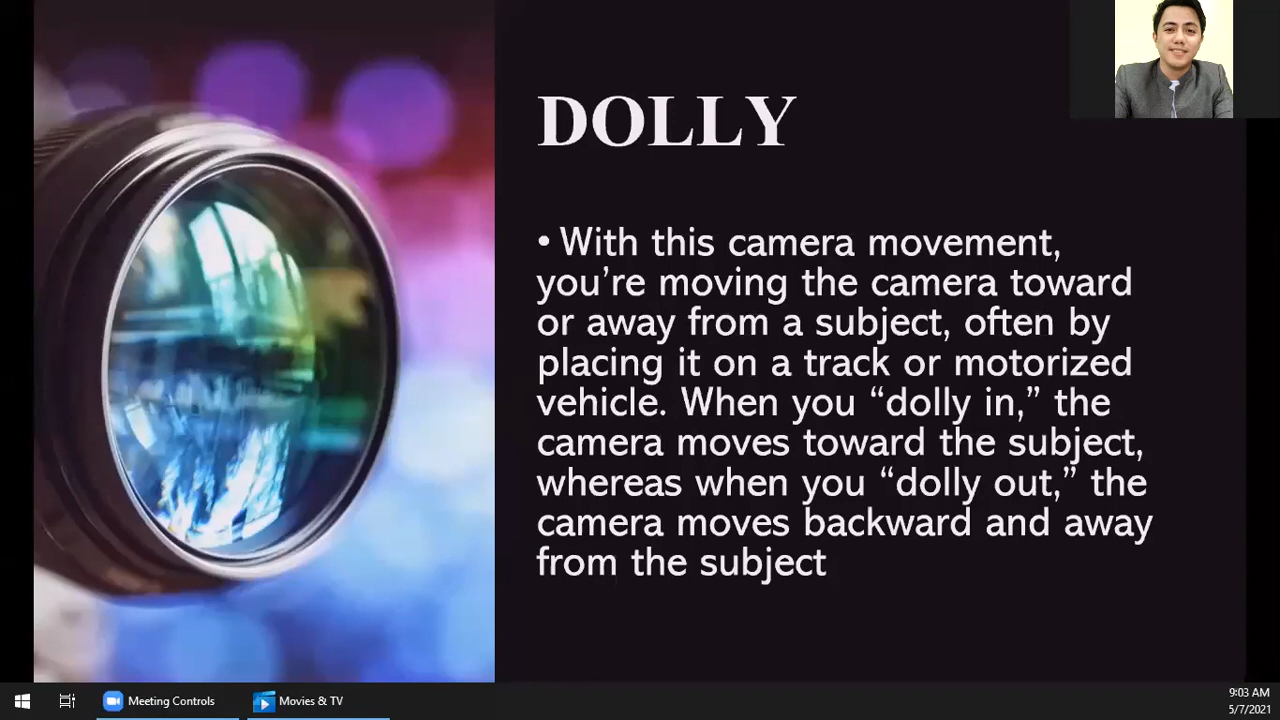 DOLLY
• With this camera movement,
you’re moving the camera toward
or away from a subject, often by
placing it on a track or motorized
vehicle. When you “dolly in,” the
camera moves toward the subject,
whereas when you “dolly out,” the
camera moves backward and away
from the subject
Meeting Controls
Movies & TV
9:03 AM
5/7/2021